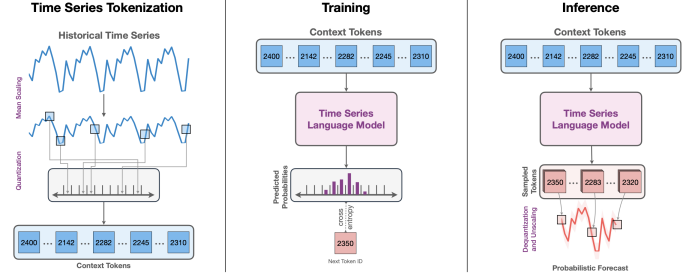 Time Series Tokenization
Historical Time Series
Mean Scaling
Quantization
2400 ... 2142 ... 2282 ... 2245 ... 2310
Context Tokens
Training
Context Tokens
2400 ... 2142 ... 2282 ... 2245 ... 2310
Time Series
Language Model
Predicted
Probabilities
cross
entropy
2350
Next Token ID
Inference
Context Tokens
2400 ... 2142 ... 2282 ... 2245 ... 2310
Time Series
Language Model
Sampled
Tokens
2350 ... 2283 ... 2320
Dequantization
and Unscaling
Probabilistic Forecast